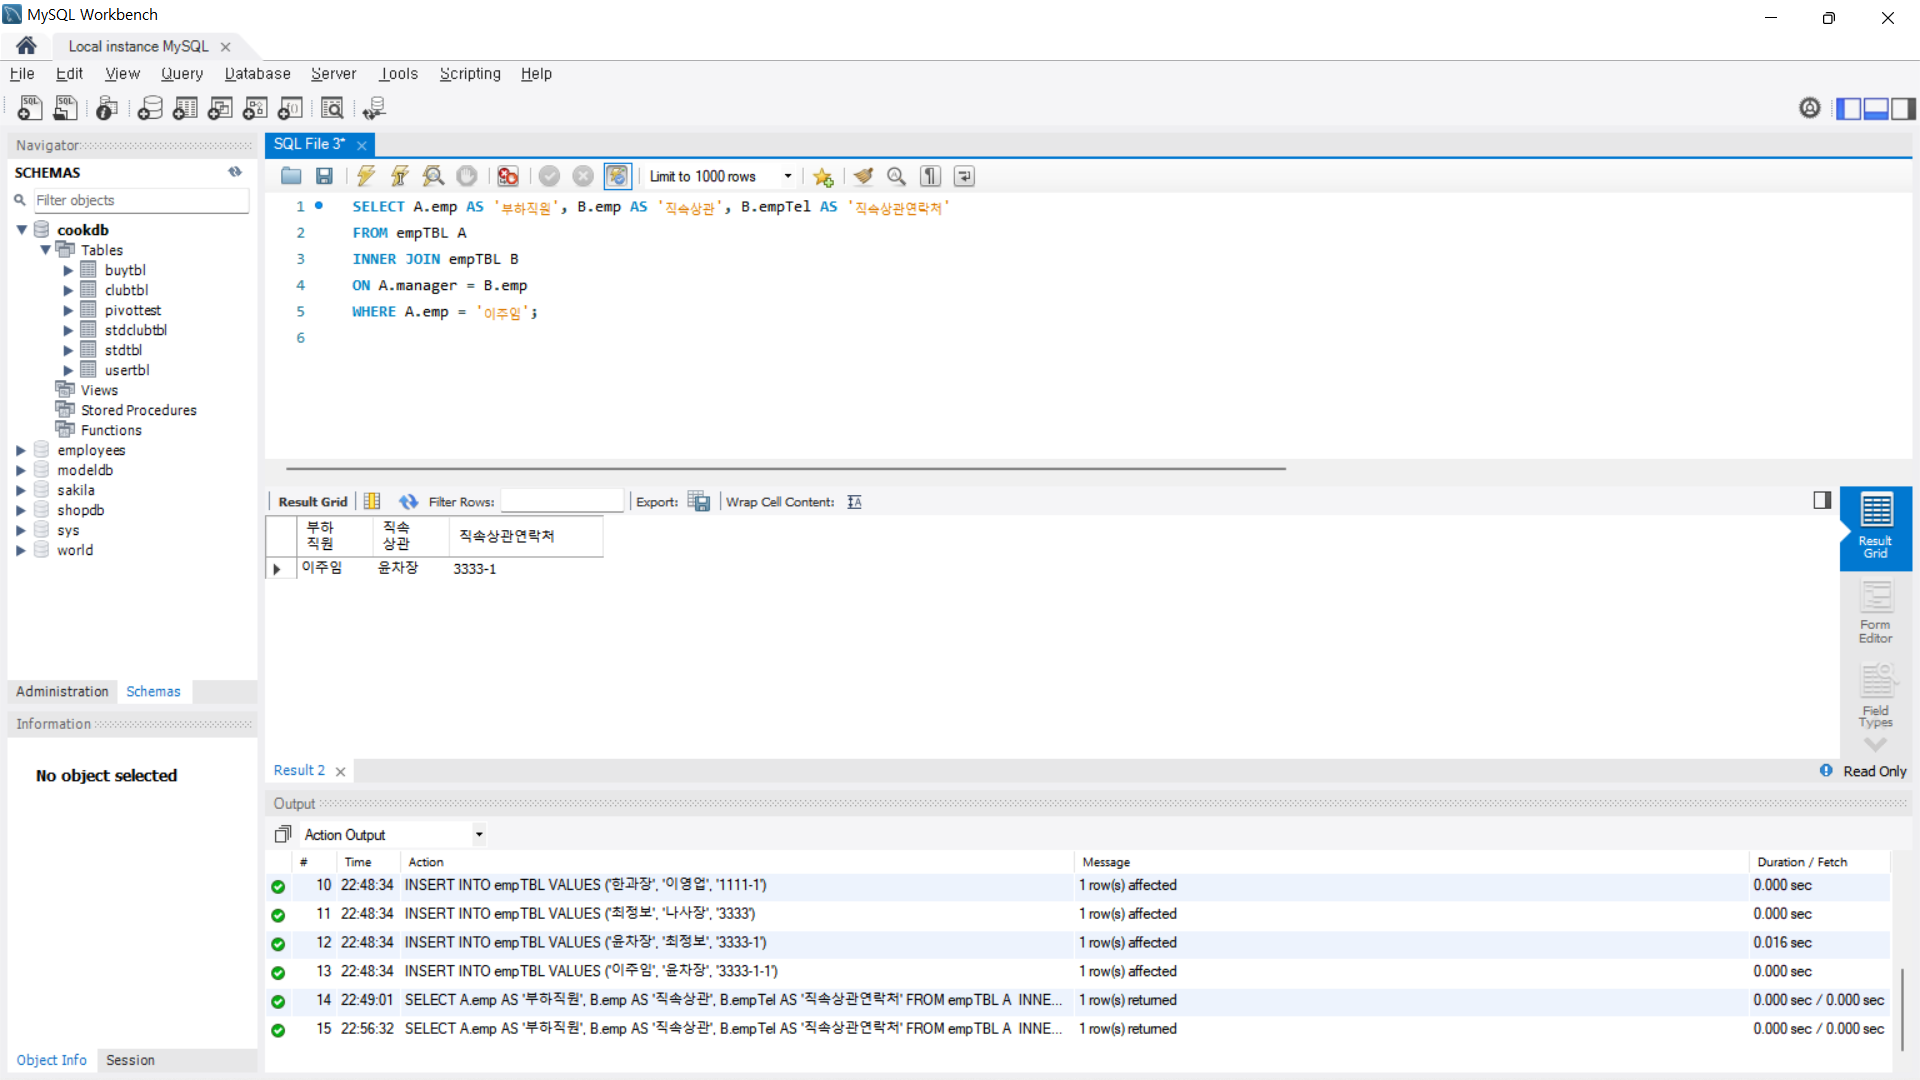 MySQL Workbench
Local instance MySQL
File Edit View Query Database Server Tools Scripting Help
Navigator
SCHEMAS
Filter objects
cookdb
Tables
buytbl
clubtbl
pivottest
stdclubtbl
stdtbl
usertbl
Views
Stored Procedures
Functions
employees
modeldb
sakila
shopdb
sys
world
Administration Schemas
Information
No object selected
Object Info Session
SQL File 3*
Limit to 1000 rows
1 SELECT A.emp AS '부하직원', B.emp AS '직속상관', B.empTel AS '직속상관연락처'
2 FROM empTBL A
3 INNER JOIN empTBL B
4 ON A.manager = B.emp
5 WHERE A.emp = '이주임';
6
Result Grid Filter Rows: Export: Wrap Cell Content:
부하
직원
직속
상관
직속상관연락처
이주임 윤차장 3333-1
Result
Grid
Form
Editor
Field
Types
Result 2
Read Only
Output
Action Output
# Time Action Message Duration / Fetch
10 22:48:34 INSERT INTO empTBL VALUES ('한과장', '이영업', '1111-1') 1 row(s) affected 0.000 sec
11 22:48:34 INSERT INTO empTBL VALUES ('최정보', '나사장', '3333') 1 row(s) affected 0.000 sec
12 22:48:34 INSERT INTO empTBL VALUES ('윤차장', '최정보', '3333-1') 1 row(s) affected 0.016 sec
13 22:48:34 INSERT INTO empTBL VALUES ('이주임', '윤차장', '3333-1-1') 1 row(s) affected 0.000 sec
14 22:49:01 SELECT A.emp AS '부하직원', B.emp AS '직속상관', B.empTel AS '직속상관연락처' FROM empTBL A INNE... 1 row(s) returned 0.000 sec / 0.000 sec
15 22:56:32 SELECT A.emp AS '부하직원', B.emp AS '직속상관', B.empTel AS '직속상관연락처' FROM empTBL A INNE... 1 row(s) returned 0.000 sec / 0.000 sec